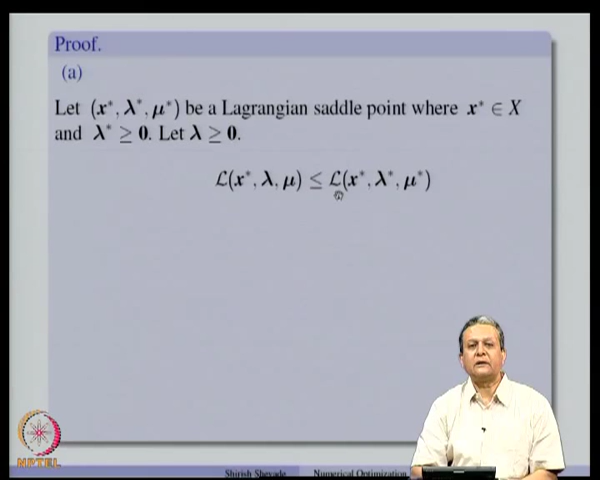 Proof.
(a)
Let (x*, λ*, μ*) be a Lagrangian saddle point where x* ∈ X
and λ* ≥ 0. Let λ ≥ 0.
ℒ(x*, λ, μ) ≤ ℒ(x*, λ*, μ*)
NPTEL
Shirish Shevade Numerical Optimization